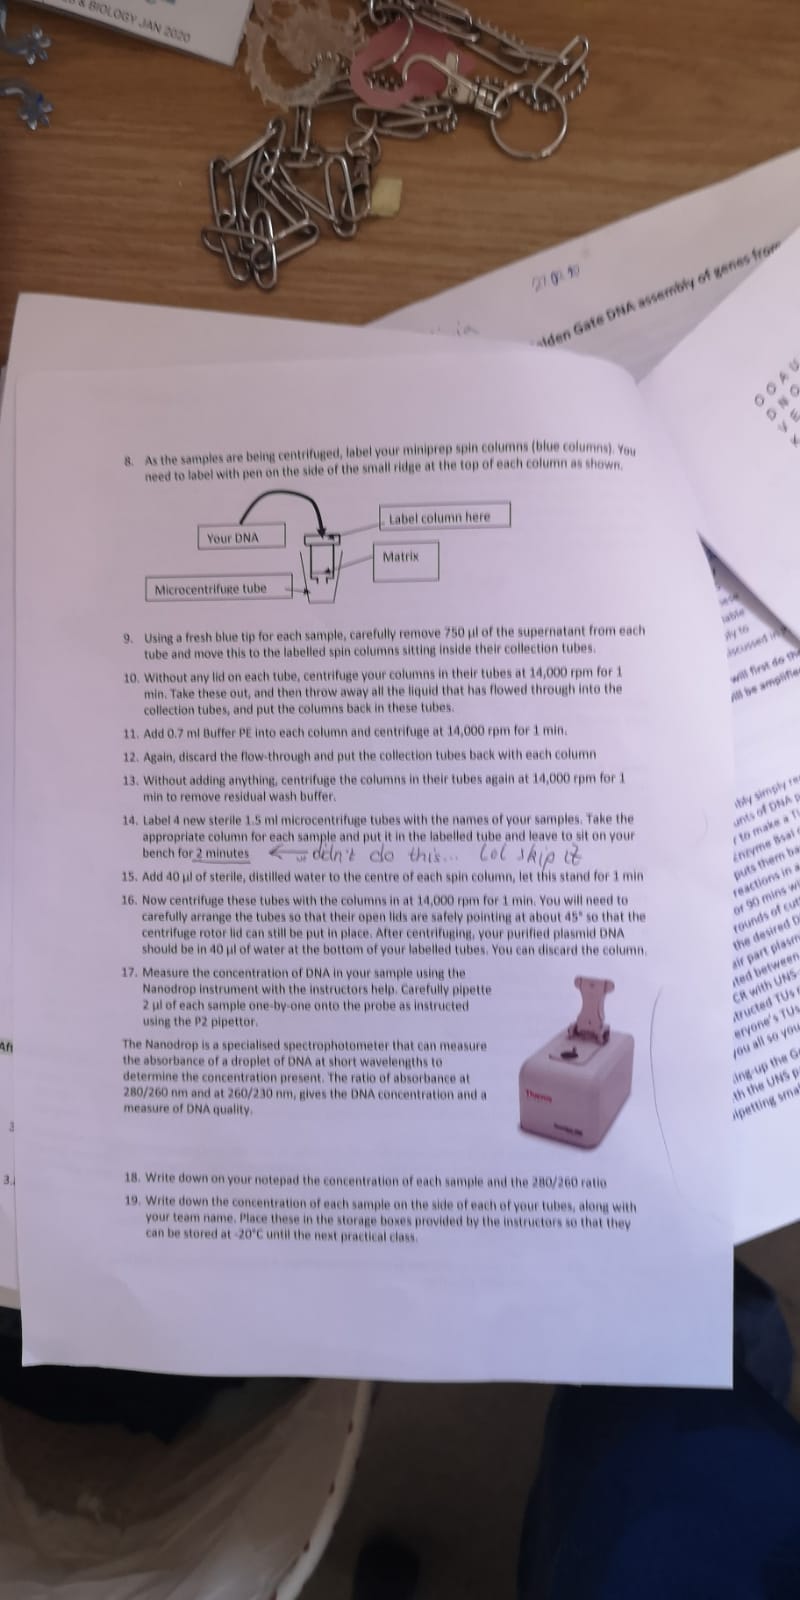 & BIOLOGY JAN 2020
Gate DNA assembly of genes from
8. As the samples are being centrifuged, label your miniprep spin columns (blue columns). You
need to label with pen on the side of the small ridge at the top of each column as shown.
Label column here
Your DNA
Matrix
Microcentrifuge tube
9. Using a fresh blue tip for each sample, carefully remove 750 µl of the supernatant from each
tube and move this to the labelled spin columns sitting inside their collection tubes.
10. Without any lid on each tube, centrifuge your columns in their tubes at 14,000 rpm for 1
min. Take these out, and then throw away all the liquid that has flowed through into the
collection tubes, and put the columns back in these tubes.
11. Add 0.7 ml Buffer PE into each column and centrifuge at 14,000 rpm for 1 min.
12. Again, discard the flow-through and put the collection tubes back with each column
13. Without adding anything, centrifuge the columns in their tubes again at 14,000 rpm for 1
min to remove residual wash buffer.
14. Label 4 new sterile 1.5 ml microcentrifuge tubes with the names of your samples. Take the
appropriate column for each sample and put it in the labelled tube and leave to sit on your
bench for 2 minutes ← we didn't do this... Lol skip it
15. Add 40 µl of sterile, distilled water to the centre of each spin column, let this stand for 1 min
16. Now centrifuge these tubes with the columns in at 14,000 rpm for 1 min. You will need to
carefully arrange the tubes so that their open lids are safely pointing at about 45° so that the
centrifuge rotor lid can still be put in place. After centrifuging, your purified plasmid DNA
should be in 40 µl of water at the bottom of your labelled tubes. You can discard the column.
17. Measure the concentration of DNA in your sample using the
Nanodrop instrument with the instructors help. Carefully pipette
2 µl of each sample one-by-one onto the probe as instructed
using the P2 pipettor.
The Nanodrop is a specialised spectrophotometer that can measure
the absorbance of a droplet of DNA at short wavelengths to
determine the concentration present. The ratio of absorbance at
280/260 nm and at 260/230 nm, gives the DNA concentration and a
measure of DNA quality.
Thermo
18. Write down on your notepad the concentration of each sample and the 280/260 ratio
19. Write down the concentration of each sample on the side of each of your tubes, along with
your team name. Place these in the storage boxes provided by the instructors so that they
can be stored at -20°C until the next practical class.